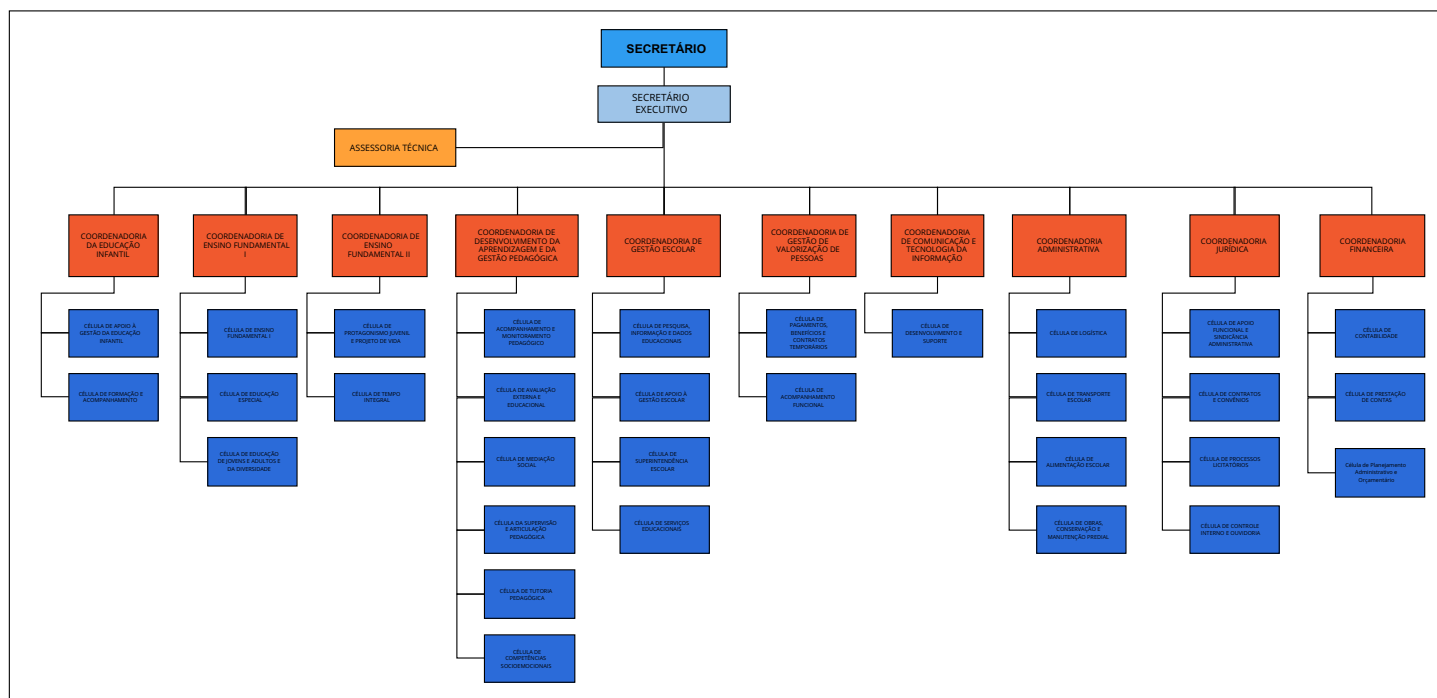 SECRETÁRIO
SECRETÁRIO
EXECUTIVO
ASSESSORIA TÉCNICA
COORDENADORIA
DA EDUCAÇÃO
INFANTIL
COORDENADORIA DE
ENSINO FUNDAMENTAL
I
COORDENADORIA DE
ENSINO
FUNDAMENTAL II
COORDENADORIA DE
DESENVOLVIMENTO DA
APRENDIZAGEM E DA
GESTÃO PEDAGÓGICA
COORDENADORIA DE
GESTÃO ESCOLAR
COORDENADORIA DE
GESTÃO DE
VALORIZAÇÃO DE
PESSOAS
COORDENADORIA
DE COMUNICAÇÃO E
TECNOLOGIA DA
INFORMAÇÃO
COORDENADORIA
ADMINISTRATIVA
COORDENADORIA
JURÍDICA
COORDENADORIA
FINANCEIRA
CÉLULA DE APOIO À
GESTÃO DA EDUCAÇÃO
INFANTIL
CÉLULA DE FORMAÇÃO E
ACOMPANHAMENTO
CÉLULA DE ENSINO
FUNDAMENTAL I
CÉLULA DE EDUCAÇÃO
ESPECIAL
CÉLULA DE EDUCAÇÃO
DE JOVENS E ADULTOS E
DA DIVERSIDADE
CÉLULA DE
PROTAGONISMO JUVENIL
E PROJETO DE VIDA
CÉLULA DE TEMPO
INTEGRAL
CÉLULA DE
ACOMPANHAMENTO E
MONITORAMENTO
PEDAGÓGICO
CÉLULA DE AVALIAÇÃO
EXTERNA E
EDUCACIONAL
CÉLULA DE MEDIAÇÃO
SOCIAL
CÉLULA DA SUPERVISÃO
E ARTICULAÇÃO
PEDAGÓGICA
CÉLULA DE TUTORIA
PEDAGÓGICA
CÉLULA DE
COMPETÊNCIAS
SOCIOEMOCIONAIS
CÉLULA DE PESQUISA,
INFORMAÇÃO E DADOS
EDUCACIONAIS
CÉLULA DE APOIO À
GESTÃO ESCOLAR
CÉLULA DE
SUPERINTENDÊNCIA
ESCOLAR
CÉLULA DE SERVIÇOS
EDUCACIONAIS
CÉLULA DE
PAGAMENTOS,
BENEFÍCIOS E
CONTRATOS
TEMPORÁRIOS
CÉLULA DE
ACOMPANHAMENTO
FUNCIONAL
CÉLULA DE
DESENVOLVIMENTO E
SUPORTE
CÉLULA DE LOGÍSTICA
CÉLULA DE TRANSPORTE
ESCOLAR
CÉLULA DE
ALIMENTAÇÃO ESCOLAR
CÉLULA DE OBRAS,
CONSERVAÇÃO E
MANUTENÇÃO PREDIAL
CÉLULA DE APOIO
FUNCIONAL E
SINDICÂNCIA
ADMINISTRATIVA
CÉLULA DE CONTRATOS
E CONVÊNIOS
CÉLULA DE PROCESSOS
LICITATÓRIOS
CÉLULA DE CONTROLE
INTERNO E OUVIDORIA
CÉLULA DE
CONTABILIDADE
CÉLULA DE PRESTAÇÃO
DE CONTAS
Célula de Planejamento
Administrativo e
Orçamentário